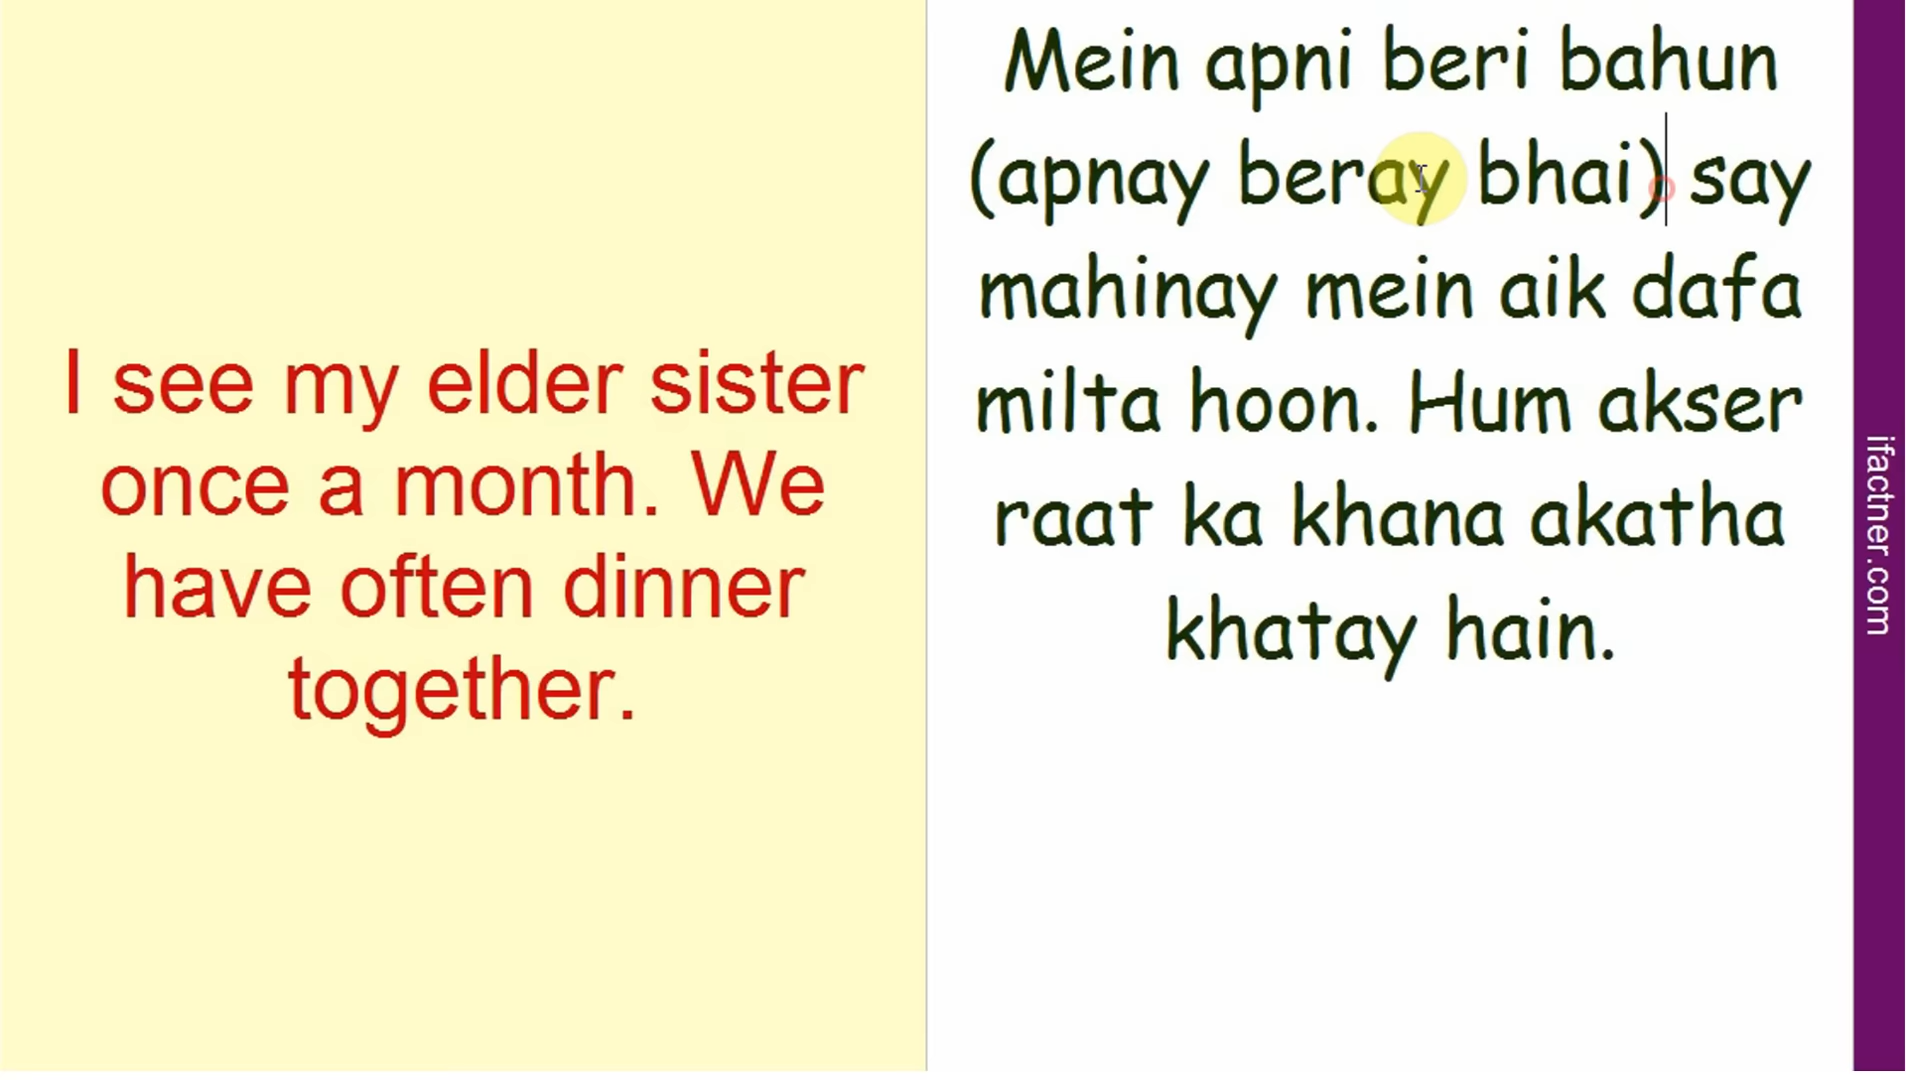 I see my elder sister
once a month. We
have often dinner
together.
Mein apni beri bahun
(apnay beray bhai) say
mahinay mein aik dafa
milta hoon. Hum akser
raat ka khana akatha
khatay hain.
ifactner.com